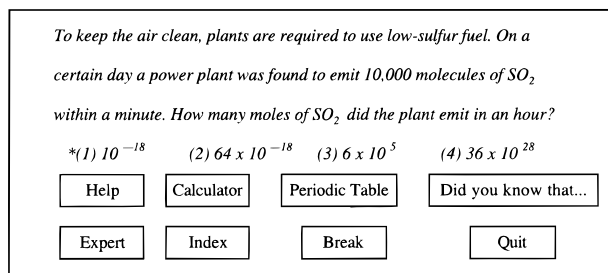 To keep the air clean, plants are required to use low-sulfur fuel. On a
certain day a power plant was found to emit 10,000 molecules of SO₂
within a minute. How many moles of SO₂ did the plant emit in an hour?
*(1) 10⁻¹⁸ (2) 64 x 10⁻¹⁸ (3) 6 x 10⁵ (4) 36 x 10²⁸
Help Calculator Periodic Table Did you know that...
Expert Index Break Quit